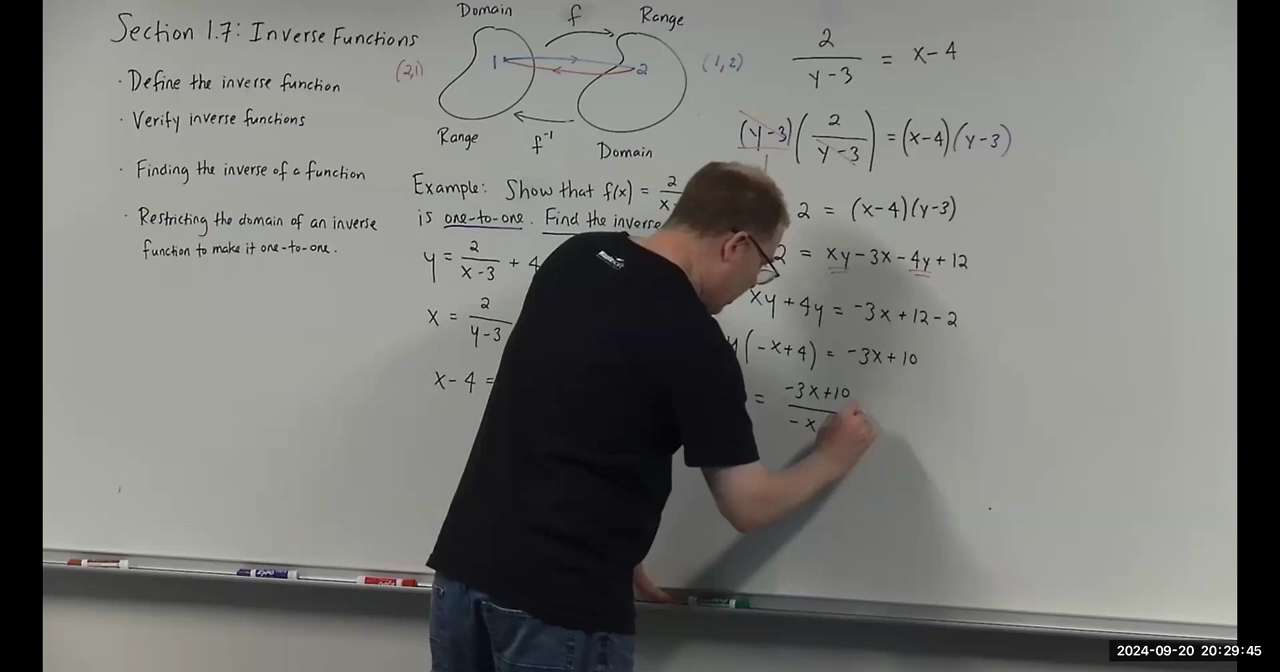 Section 1.7: Inverse Functions
· Define the inverse function
· Verify inverse functions
· Finding the inverse of a function
· Restricting the domain of an inverse
function to make it one-to-one.
Domain f Range
(2,1) 1 2 (1,2)
Range f⁻¹ Domain
Example: Show that f(x) = 2/x
is one-to-one. Find the inverse
y = 2/(x-3) + 4
x = 2/(y-3)
x - 4 =
2/(y-3) = x-4
(y-3)/1 (2/(y-3)) = (x-4)(y-3)
2 = (x-4)(y-3)
2 = xy - 3x - 4y + 12
xy + 4y = -3x + 12 - 2
(-x+4) = -3x + 10
= (-3x+10)/(-x
2024-09-20 20:29:45